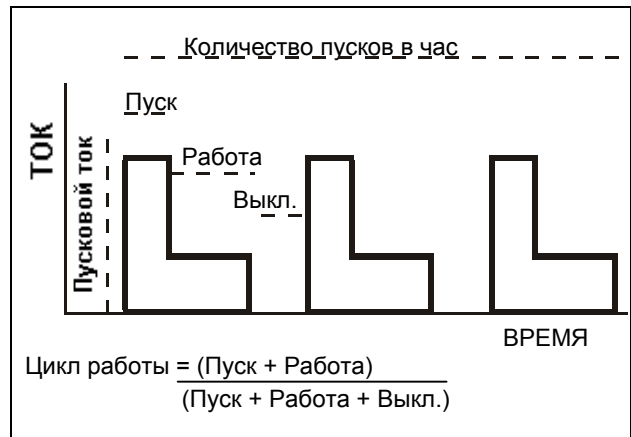 Количество пусков в час
Пуск
ТОК
Пусковой ток
Работа
Выкл.
ВРЕМЯ
Цикл работы = (Пуск + Работа)
(Пуск + Работа + Выкл.)